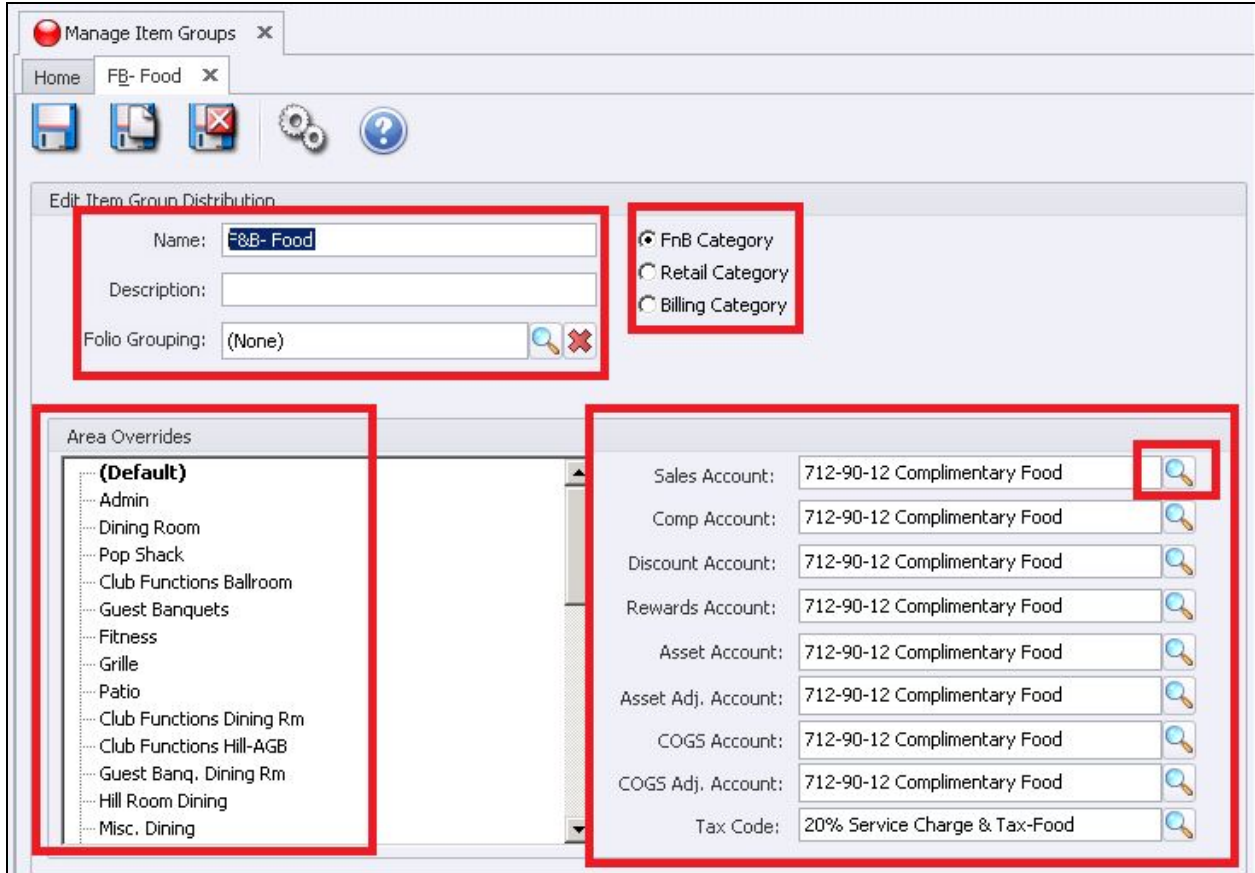 Manage Item Groups
Home FB- Food
Edit Item Group Distribution
Name: F&B- Food
Description:
Folio Grouping: (None)
FnB Category
Retail Category
Billing Category
Area Overrides
(Default)
Admin
Dining Room
Pop Shack
Club Functions Ballroom
Guest Banquets
Fitness
Grille
Patio
Club Functions Dining Rm
Club Functions Hill-AGB
Guest Banq. Dining Rm
Hill Room Dining
Misc. Dining
Sales Account: 712-90-12 Complimentary Food
Comp Account: 712-90-12 Complimentary Food
Discount Account: 712-90-12 Complimentary Food
Rewards Account: 712-90-12 Complimentary Food
Asset Account: 712-90-12 Complimentary Food
Asset Adj. Account: 712-90-12 Complimentary Food
COGS Account: 712-90-12 Complimentary Food
COGS Adj. Account: 712-90-12 Complimentary Food
Tax Code: 20% Service Charge & Tax-Food